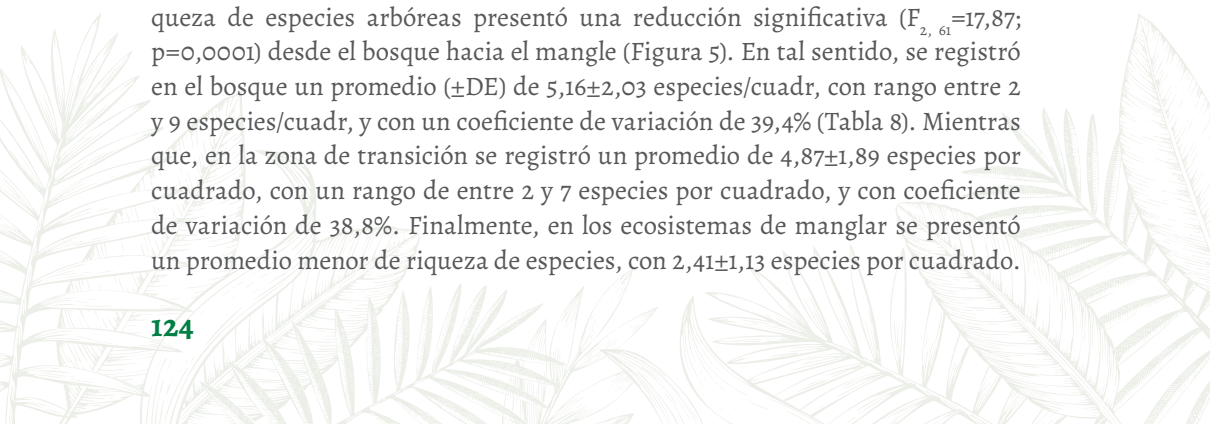 queza de especies arbóreas presentó una reducción significativa (F2, 61=17,87;
p=0,0001) desde el bosque hacia el mangle (Figura 5). En tal sentido, se registró
en el bosque un promedio (±DE) de 5,16±2,03 especies/cuadr, con rango entre 2
y 9 especies/cuadr, y con un coeficiente de variación de 39,4% (Tabla 8). Mientras
que, en la zona de transición se registró un promedio de 4,87±1,89 especies por
cuadrado, con un rango de entre 2 y 7 especies por cuadrado, y con coeficiente
de variación de 38,8%. Finalmente, en los ecosistemas de manglar se presentó
un promedio menor de riqueza de especies, con 2,41±1,13 especies por cuadrado.
124